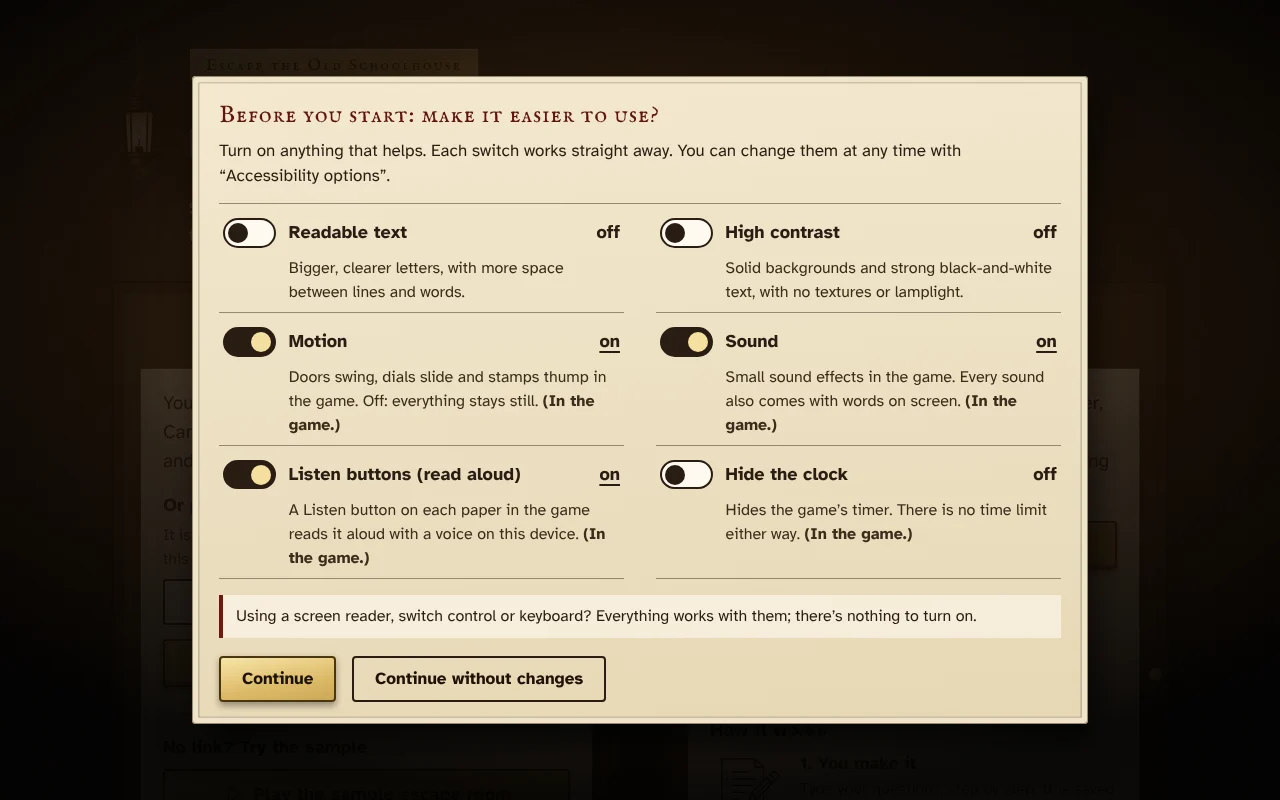 Escape the Old Schoolhouse
Before you start: make it easier to use?
Turn on anything that helps. Each switch works straight away. You can change them at any time with
“Accessibility options”.
Readable text off
Bigger, clearer letters, with more space
between lines and words.
High contrast off
Solid backgrounds and strong black-and-white
text, with no textures or lamplight.
Motion on
Doors swing, dials slide and stamps thump in
the game. Off: everything stays still. (In the
game.)
Sound on
Small sound effects in the game. Every sound
also comes with words on screen. (In the
game.)
Listen buttons (read aloud) on
A Listen button on each paper in the game
reads it aloud with a voice on this device. (In
the game.)
Hide the clock off
Hides the game’s timer. There is no time limit
either way. (In the game.)
Using a screen reader, switch control or keyboard? Everything works with them; there’s nothing to turn on.
Continue
Continue without changes
No link? Try the sample
Play the sample escape room
How it works
1. You make it